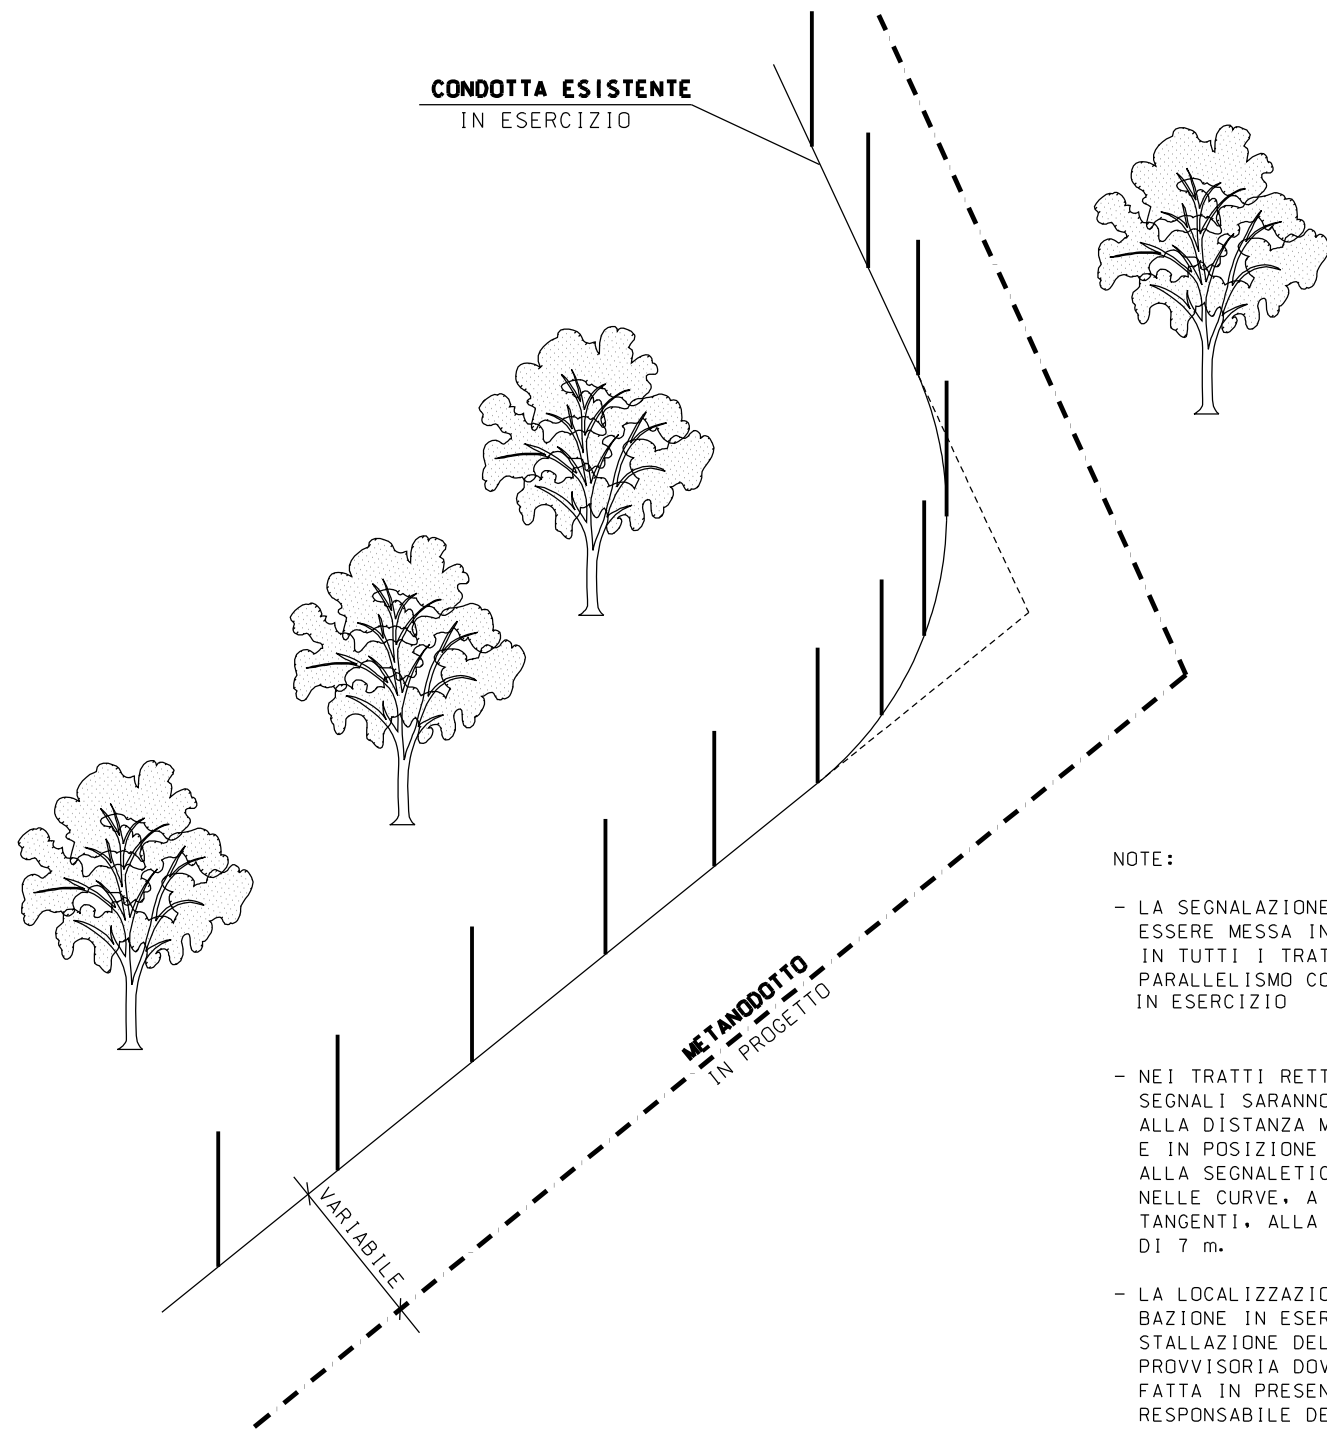 CONDOTTA ESISTENTE
IN ESERCIZIO
METANODOTTO
IN PROGETTO
VARIABILE
NOTE:
- LA SEGNALAZIONE
ESSERE MESSA IN
IN TUTTI I TRAT
PARALLELISMO CO
IN ESERCIZIO
- NEI TRATTI RETT
SEGNALI SARANNO
ALLA DISTANZA M
E IN POSIZIONE
ALLA SEGNALETIC
NELLE CURVE, A
TANGENTI, ALLA
DI 7 m.
- LA LOCALIZZAZIO
BAZIONE IN ESER
STALLAZIONE DEL
PROVVISORIA DOV
FATTA IN PRESEN
RESPONSABILE DE